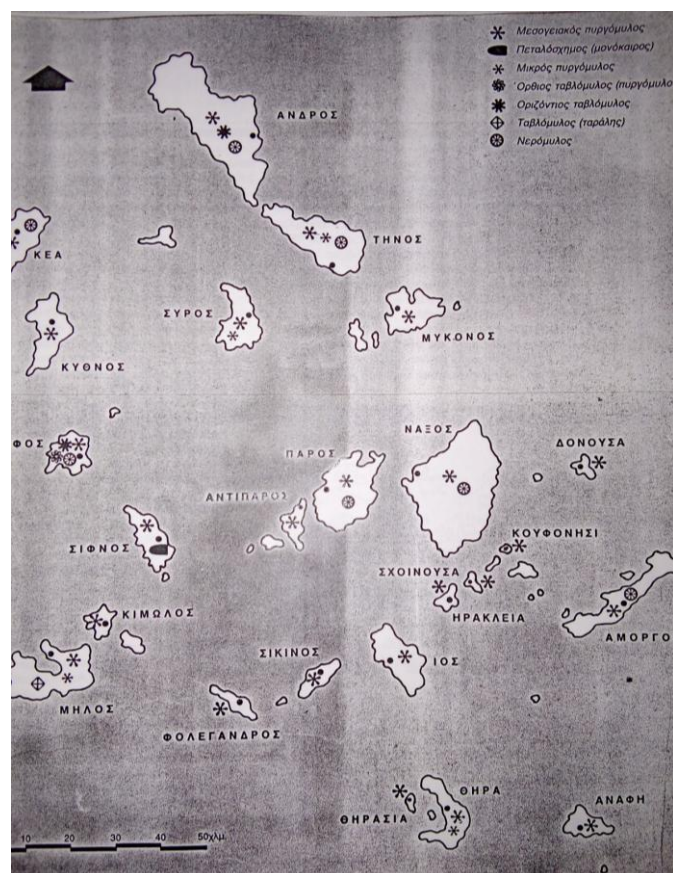 Μεσογειακός πυργόμυλος
Πεταλόσχημος (μονόκαιρος)
Μικρός πυργόμυλος
Όρθιος ταβλόμυλος (πυργόμυλο
Οριζόντιος ταβλόμυλος
Ταβλόμυλος (ταράλης)
Νερόμυλος
ΑΝΔΡΟΣ
ΤΗΝΟΣ
ΚΕΑ
ΣΥΡΟΣ
ΜΥΚΟΝΟΣ
ΚΥΘΝΟΣ
ΝΑΞΟΣ
ΦΟΣ
ΔΟΝΟΥΣΑ
ΠΑΡΟΣ
ΑΝΤΙΠΑΡΟΣ
ΚΟΥΦΟΝΗΣΙ
ΣΙΦΝΟΣ
ΣΧΟΙΝΟΥΣΑ
ΚΙΜΩΛΟΣ
ΗΡΑΚΛΕΙΑ
ΑΜΟΡΓΟ
ΣΙΚΙΝΟΣ
ΙΟΣ
ΜΗΛΟΣ
ΦΟΛΕΓΑΝΔΡΟΣ
ΘΗΡΑ
ΑΝΑΦΗ
ΘΗΡΑΣΙΑ
10 20 30 40 50χλμ.